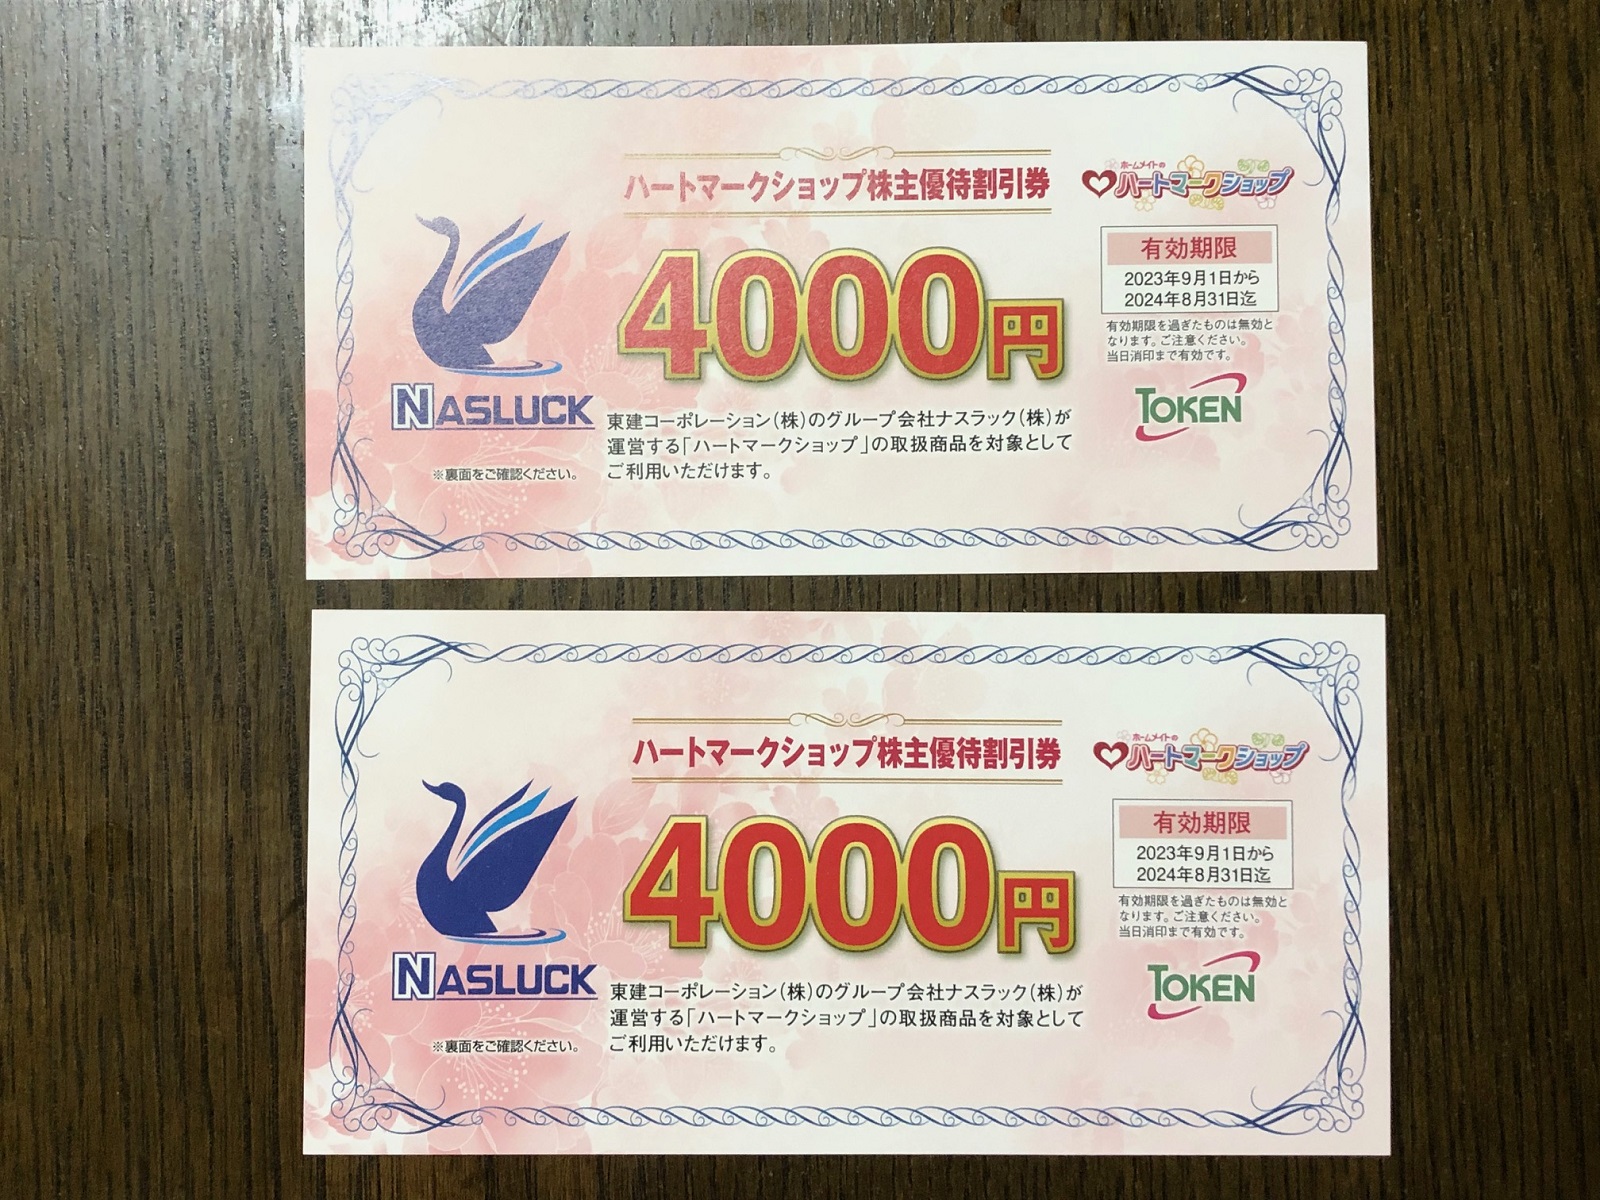 ハートマークショップ株主優待割引券
ホームメイトの
ハートマークショップ
4000円
有効期限
2023年9月1日から
2024年8月31日迄
有効期限を過ぎたものは無効と
なります。ご注意ください。
当日消印まで有効です。
NASLUCK
TOKEN
東建コーポレーション(株)のグループ会社ナスラック(株)が
運営する「ハートマークショップ」の取扱商品を対象として
ご利用いただけます。
※裏面をご確認ください。
ハートマークショップ株主優待割引券
ホームメイトの
ハートマークショップ
4000円
有効期限
2023年9月1日から
2024年8月31日迄
有効期限を過ぎたものは無効と
なります。ご注意ください。
当日消印まで有効です。
NASLUCK
TOKEN
東建コーポレーション(株)のグループ会社ナスラック(株)が
運営する「ハートマークショップ」の取扱商品を対象として
ご利用いただけます。
※裏面をご確認ください。